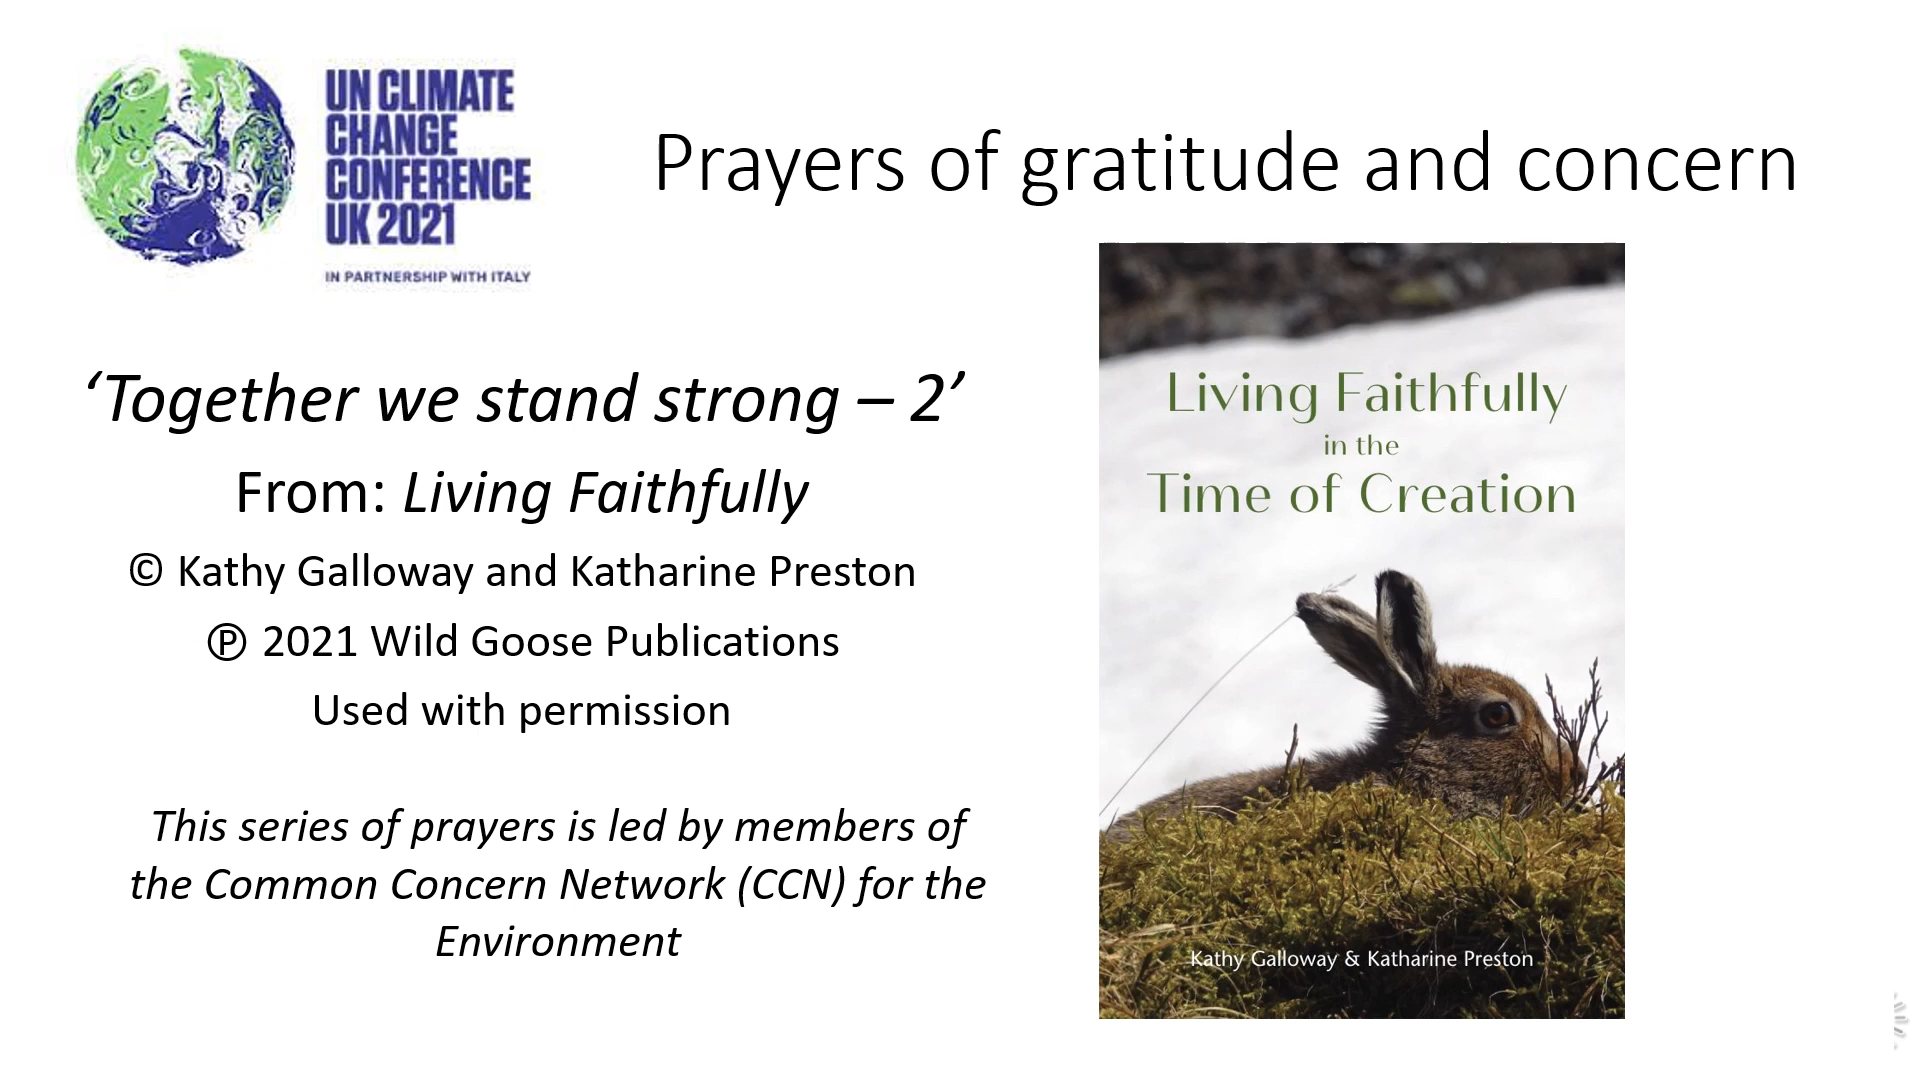 UN CLIMATE
CHANGE
CONFERENCE
UK 2021
IN PARTNERSHIP WITH ITALY
Prayers of gratitude and concern
‘Together we stand strong – 2’
From: Living Faithfully
© Kathy Galloway and Katharine Preston
Ⓟ 2021 Wild Goose Publications
Used with permission
This series of prayers is led by members of
the Common Concern Network (CCN) for the
Environment
Living Faithfully
in the
Time of Creation
Kathy Galloway & Katharine Preston